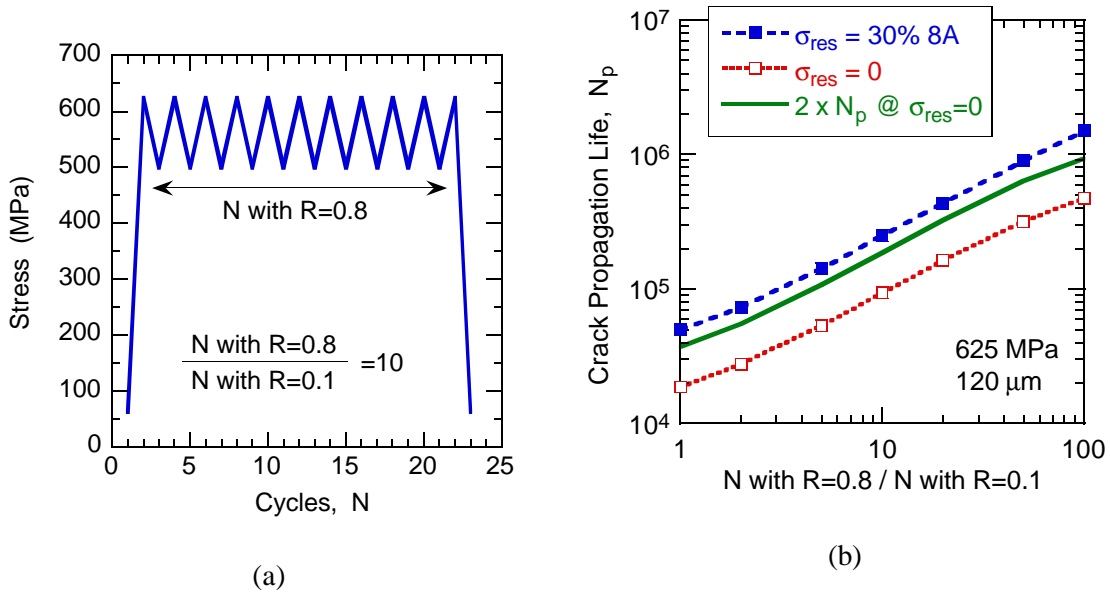 700
600
500
400
300
200
100
0
Stress (MPa)
N with R=0.8
N with R=0.8
N with R=0.1
=10
0 5 10 15 20 25
Cycles, N
(a)
σres = 30% 8A
σres = 0
2 x Np @ σres=0
10^7
10^6
10^5
10^4
Crack Propagation Life, Np
625 MPa
120 μm
1 10 100
N with R=0.8 / N with R=0.1
(b)